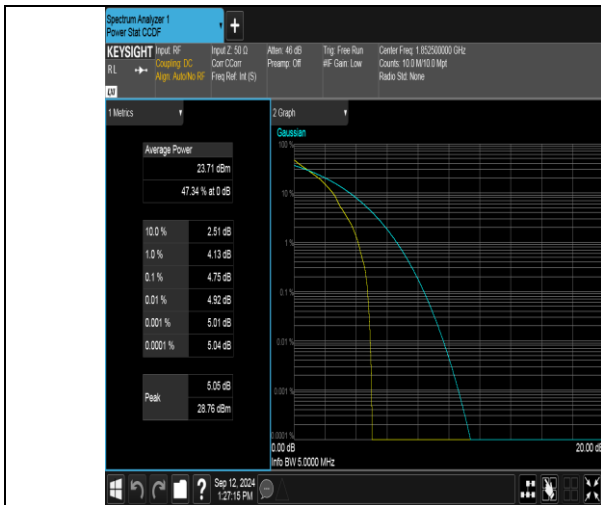 Spectrum Analyzer 1
Power Stat CCDF
+
KEYSIGHT
Input: RF
Input Z: 50 Ω
Atten: 46 dB
Trig: Free Run
Center Freq: 1.852500000 GHz
R L
Coupling: DC
Corr CCorr
Preamp: Off
#IF Gain: Low
Counts: 10.0 M/10.0 Mpt
Align: Auto/No RF
Freq Ref: Int (S)
Radio Std: None
1 Metrics
2 Graph
Average Power
23.71 dBm
47.34 % at 0 dB
10.0 % 2.51 dB
1.0 % 4.13 dB
0.1 % 4.75 dB
0.01 % 4.92 dB
0.001 % 5.01 dB
0.0001 % 5.04 dB
Peak
5.05 dB
28.76 dBm
Gaussian
100 %
10 %
1 %
0.1 %
0.01 %
0.001 %
0.0001 %
0.00 dB
20.00 dB
Info BW 5.0000 MHz
?
Sep 12, 2024
1:27:15 PM